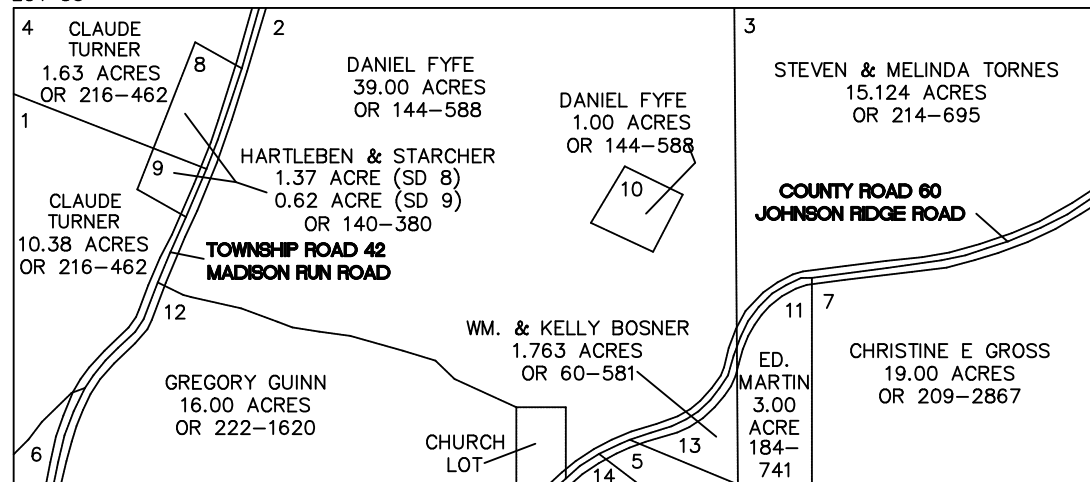 4
CLAUDE
TURNER
1.63 ACRES
OR 216-462
8
2
DANIEL FYFE
39.00 ACRES
OR 144-588
DANIEL FYFE
1.00 ACRES
OR 144-588
10
3
STEVEN & MELINDA TORNES
15.124 ACRES
OR 214-695
1
9
HARTLEBEN & STARCHER
1.37 ACRE (SD 8)
0.62 ACRE (SD 9)
OR 140-380
CLAUDE
TURNER
10.38 ACRES
OR 216-462
TOWNSHIP ROAD 42
MADISON RUN ROAD
COUNTY ROAD 60
JOHNSON RIDGE ROAD
12
WM. & KELLY BOSNER
1.763 ACRES
OR 60-581
11
7
ED.
MARTIN
3.00
ACRE
184-
741
CHRISTINE E GROSS
19.00 ACRES
OR 209-2867
GREGORY GUINN
16.00 ACRES
OR 222-1620
6
CHURCH
LOT
13
5
14